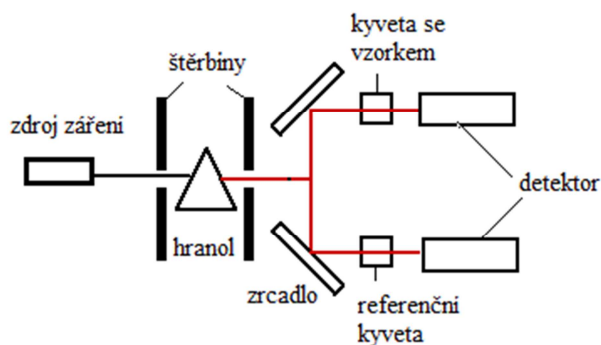 kyveta se
vzorkem
štěrbiny
zdroj záření
detektor
hranol
zrcadlo
referenční
kyveta